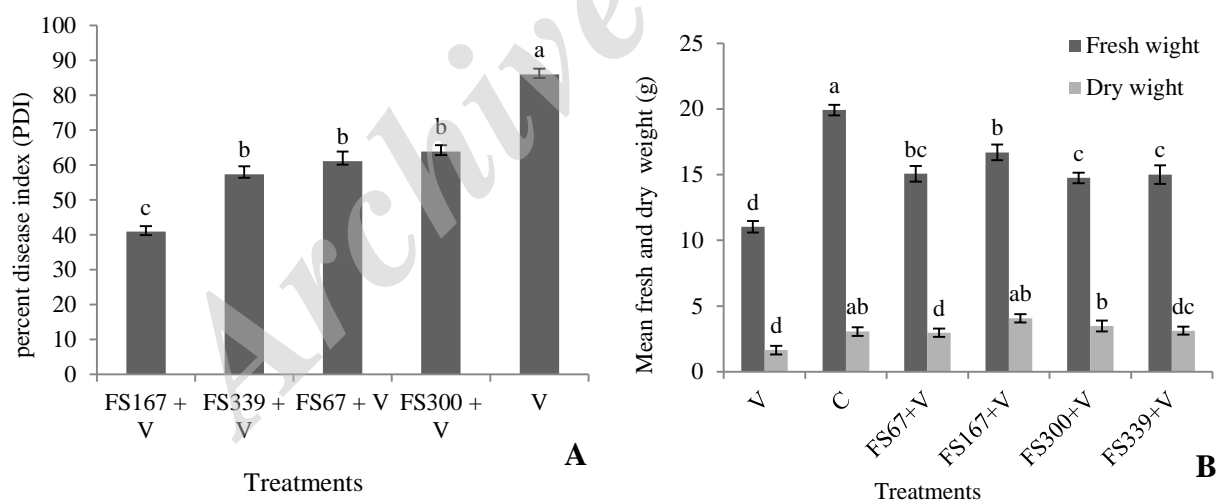 percent disease index (PDI)
100
90
80
70
60
50
40
30
20
10
0
c
b
b
b
a
FS167 + V
FS339 + V
FS67 + V
FS300 + V
V
Treatments
A
Archive
Mean fresh and dry weight (g)
25
20
15
10
5
0
Fresh wight
Dry wight
d
d
a
ab
bc
d
b
ab
c
b
c
dc
V
C
FS67+V
FS167+V
FS300+V
FS339+V
Treatments
B